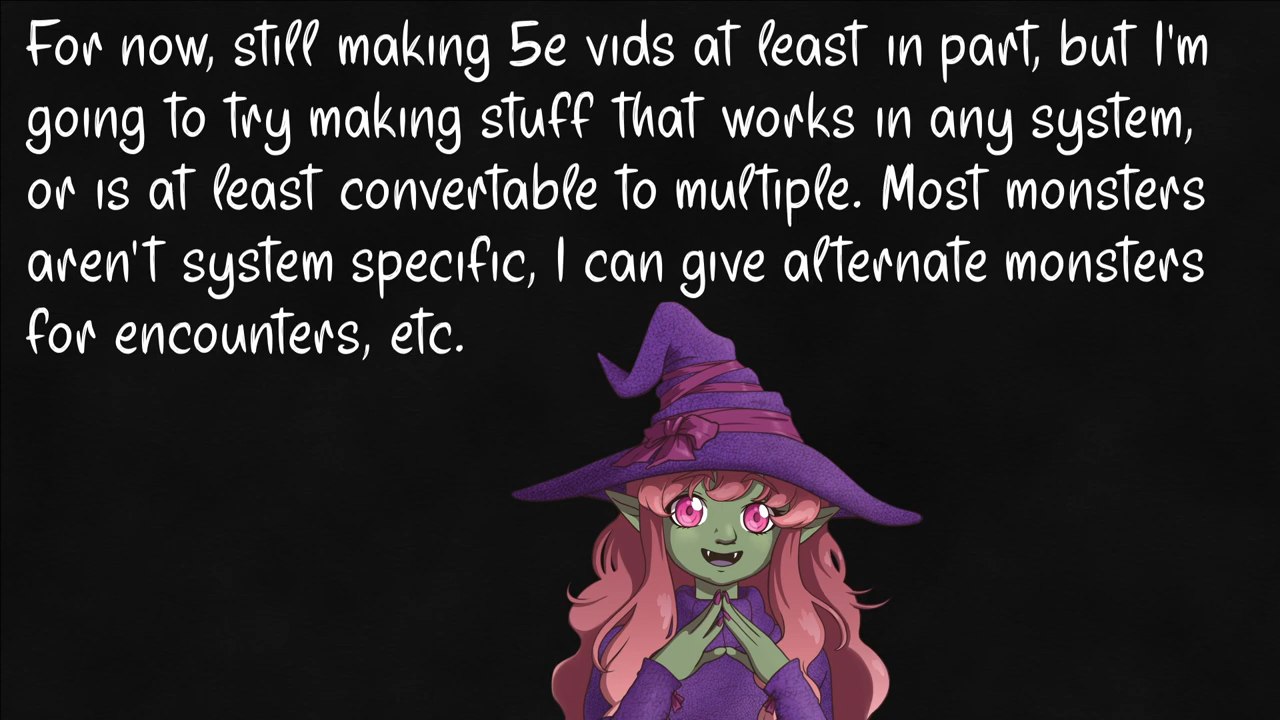 For now, still making 5e vids at least in part, but I'm
going to try making stuff that works in any system,
or is at least convertable to multiple. Most monsters
aren't system specific, I can give alternate monsters
for encounters, etc.